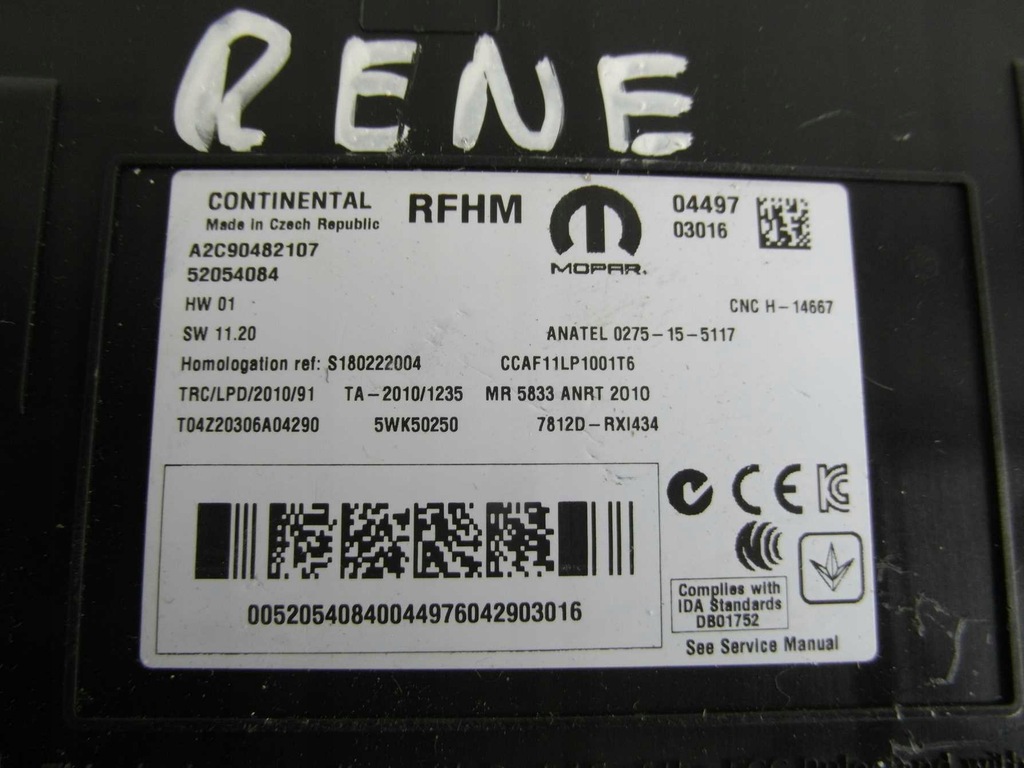 RENE
CONTINENTAL
Made in Czech Republic
RFHM
MOPAR.
04497
03016
A2C90482107
52054084
HW 01
CNC H-14667
SW 11.20
ANATEL 0275-15-5117
Homologation ref: S180222004 CCAF11LP1001T6
TRC/LPD/2010/91 TA-2010/1235 MR 5833 ANRT 2010
T04Z20306A04290 5WK50250 7812D-RXI434
CE
KC
00520540840044976042903016
Complies with
IDA Standards
DB01752
See Service Manual